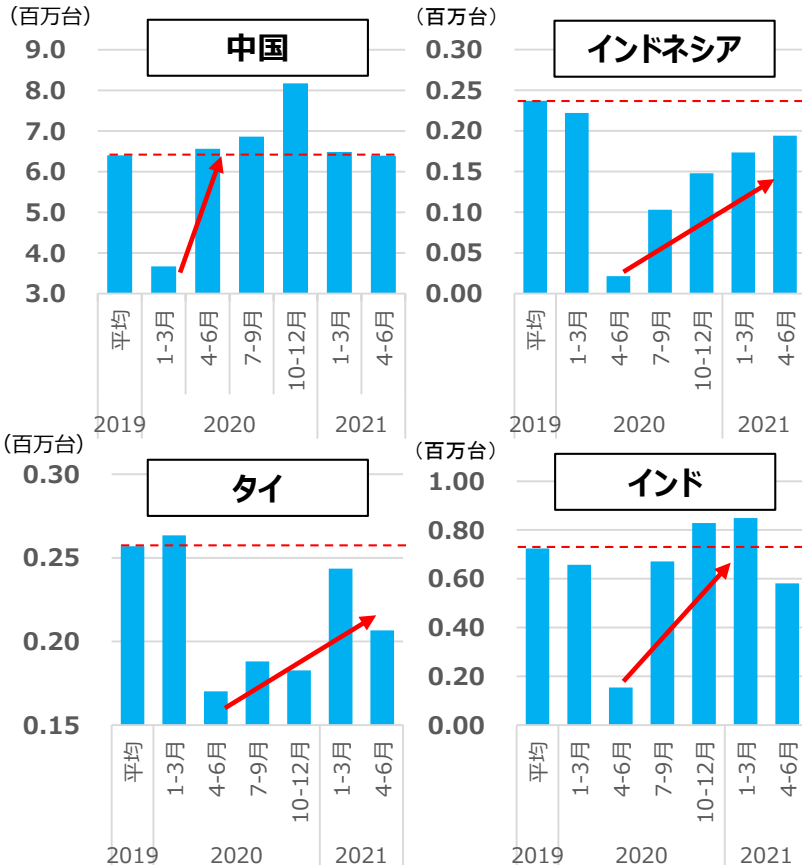 (百万台)
中国
9.0
8.0
7.0
6.0
5.0
4.0
3.0
平均
1-3月
4-6月
7-9月
10-12月
1-3月
4-6月
2019
2020
2021
(百万台)
インドネシア
0.30
0.25
0.20
0.15
0.10
0.05
0.00
平均
1-3月
4-6月
7-9月
10-12月
1-3月
4-6月
2019
2020
2021
(百万台)
タイ
0.30
0.25
0.20
0.15
平均
1-3月
4-6月
7-9月
10-12月
1-3月
4-6月
2019
2020
2021
(百万台)
インド
1.00
0.80
0.60
0.40
0.20
0.00
平均
1-3月
4-6月
7-9月
10-12月
1-3月
4-6月
2019
2020
2021